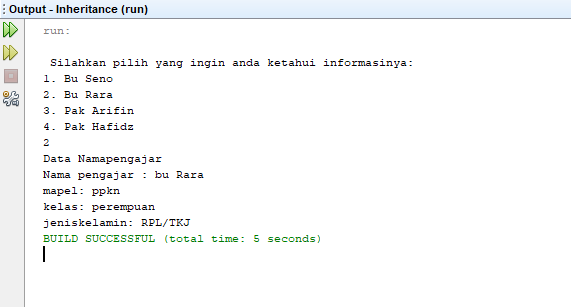 Output - Inheritance (run)
run:
Silahkan pilih yang ingin anda ketahui informasinya:
1. Bu Seno
2. Bu Rara
3. Pak Arifin
4. Pak Hafidz
2
Data Namapengajar
Nama pengajar : bu Rara
mapel: ppkn
kelas: perempuan
jeniskelamin: RPL/TKJ
BUILD SUCCESSFUL (total time: 5 seconds)